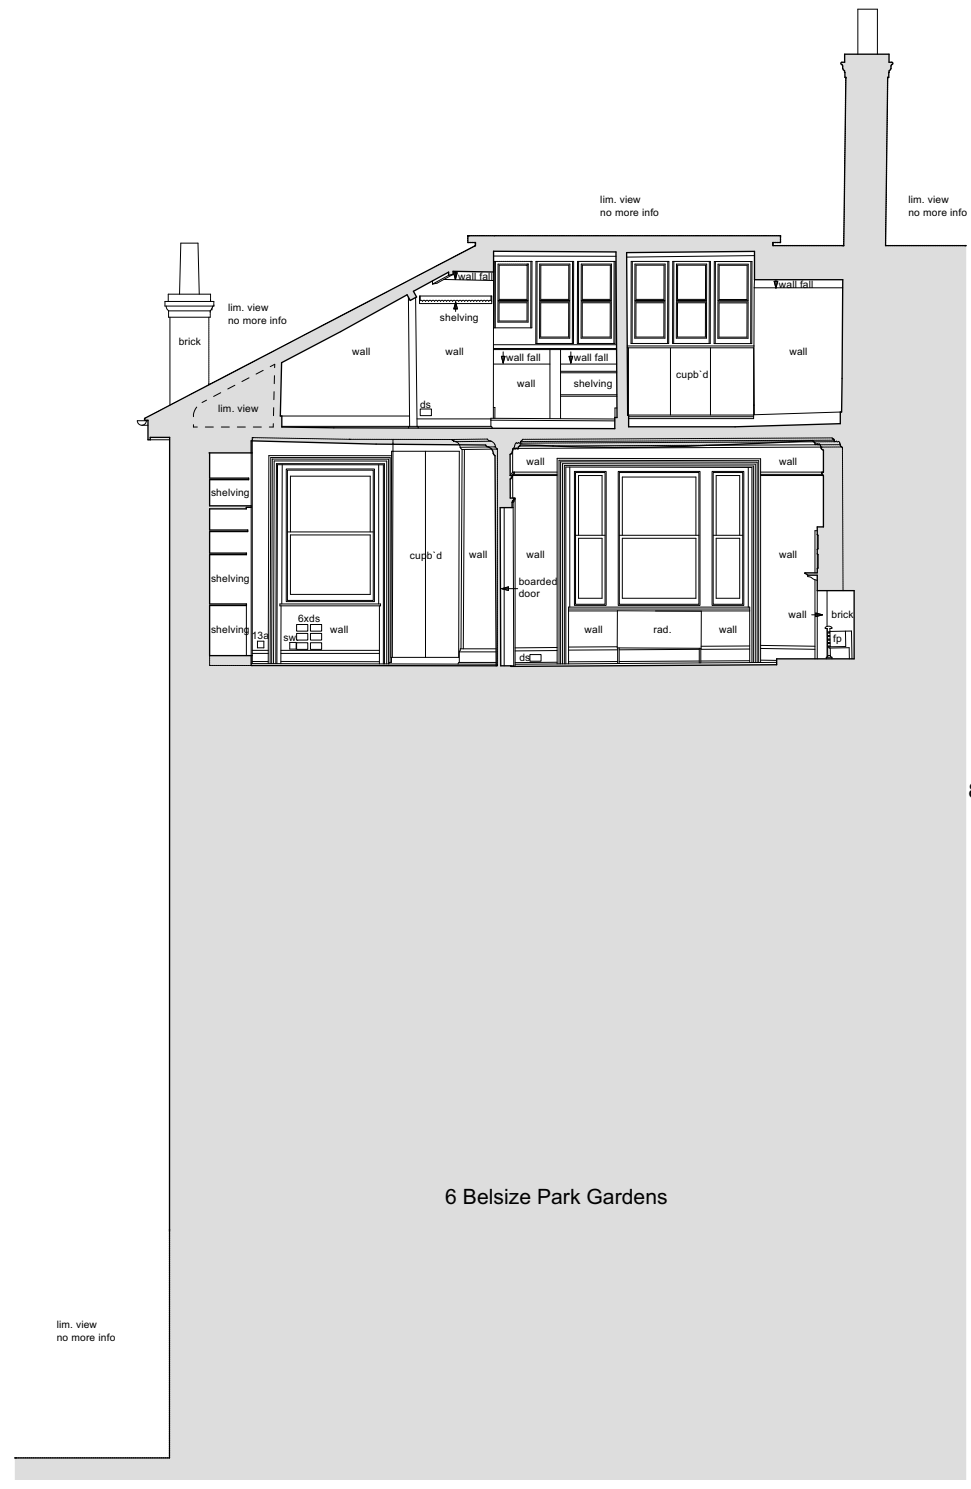 lim. view
no more info
lim. view
no more info
wall fall
wall fall
lim. view
no more info
shelving
brick
wall
wall
wall fall
wall fall
wall
cupb`d
wall
shelving
ds
lim. view
wall
wall
shelving
cupb`d
wall
wall
wall
shelving
boarded
door
6xds
13a
sw
wall
shelving
wall
rad.
wall
wall
brick
fp
ds
6 Belsize Park Gardens
lim. view
no more info